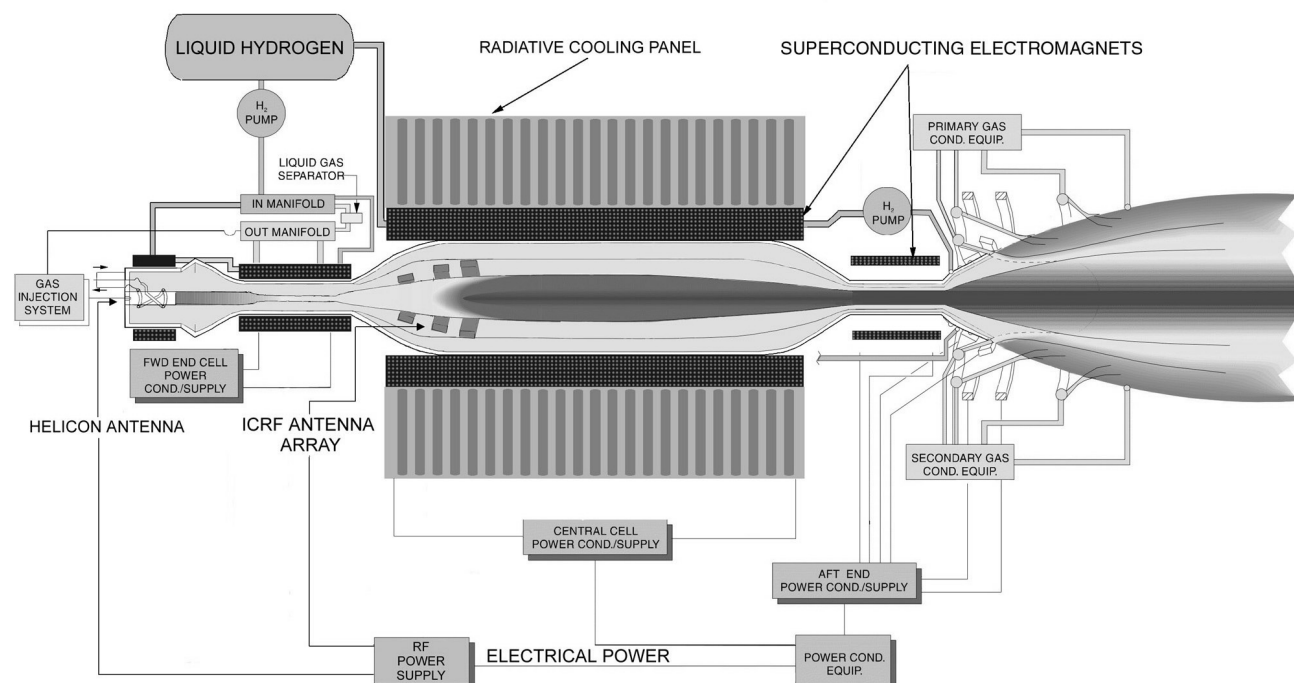 LIQUID HYDROGEN
RADIATIVE COOLING PANEL
SUPERCONDUCTING ELECTROMAGNETS
H2
PUMP
PRIMARY GAS
COND. EQUIP.
LIQUID GAS
SEPARATOR
IN MANIFOLD
OUT MANIFOLD
H2
PUMP
GAS
INJECTION
SYSTEM
FWD END CELL
POWER
COND./SUPPLY
HELICON ANTENNA
ICRF ANTENNA
ARRAY
SECONDARY GAS
COND. EQUIP.
CENTRAL CELL
POWER COND./SUPPLY
AFT END
POWER COND./SUPPLY
RF
POWER
SUPPLY
ELECTRICAL POWER
POWER COND.
EQUIP.